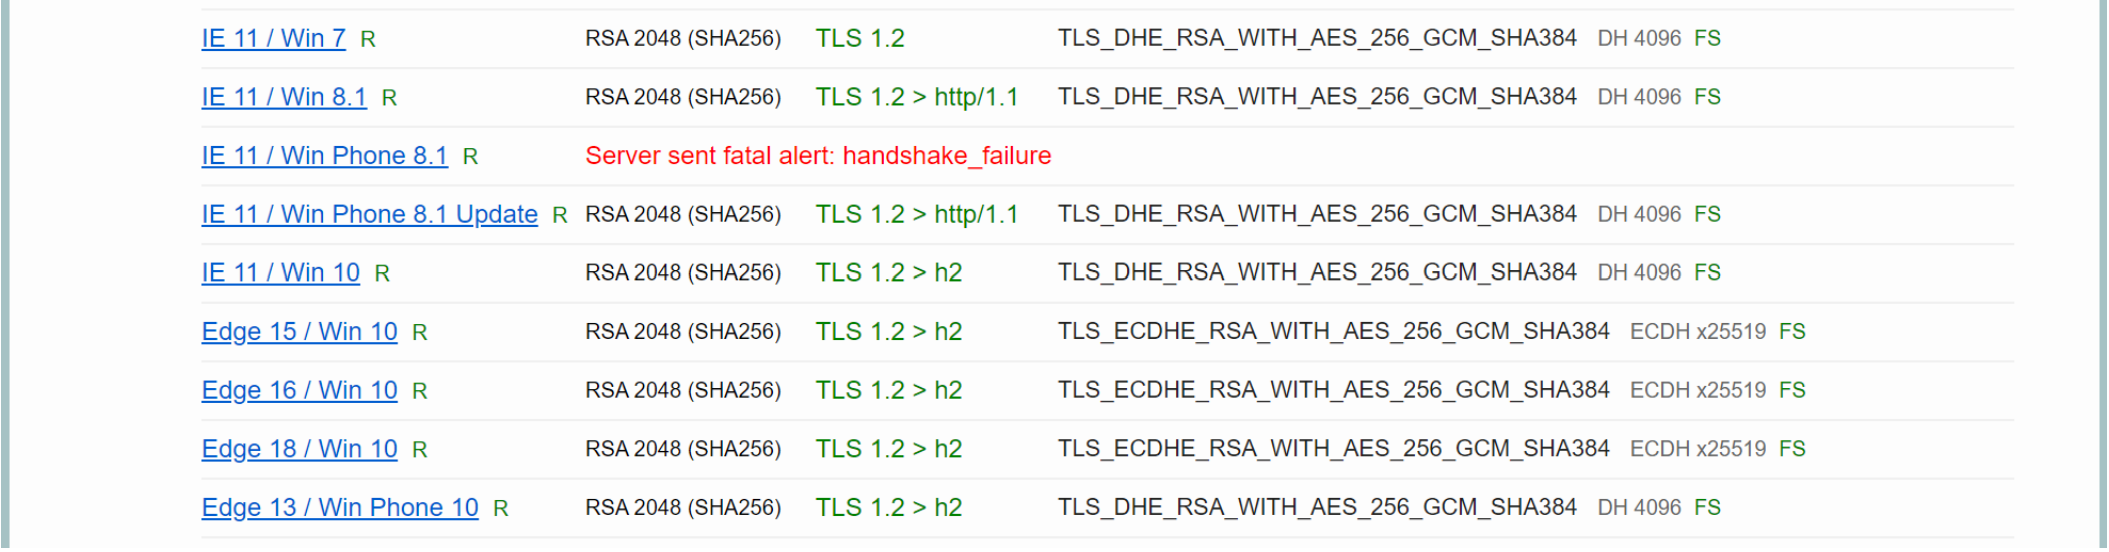 IE 11 / Win 7 R RSA 2048 (SHA256) TLS 1.2 TLS_DHE_RSA_WITH_AES_256_GCM_SHA384 DH 4096 FS
IE 11 / Win 8.1 R RSA 2048 (SHA256) TLS 1.2 > http/1.1 TLS_DHE_RSA_WITH_AES_256_GCM_SHA384 DH 4096 FS
IE 11 / Win Phone 8.1 R Server sent fatal alert: handshake_failure
IE 11 / Win Phone 8.1 Update R RSA 2048 (SHA256) TLS 1.2 > http/1.1 TLS_DHE_RSA_WITH_AES_256_GCM_SHA384 DH 4096 FS
IE 11 / Win 10 R RSA 2048 (SHA256) TLS 1.2 > h2 TLS_DHE_RSA_WITH_AES_256_GCM_SHA384 DH 4096 FS
Edge 15 / Win 10 R RSA 2048 (SHA256) TLS 1.2 > h2 TLS_ECDHE_RSA_WITH_AES_256_GCM_SHA384 ECDH x25519 FS
Edge 16 / Win 10 R RSA 2048 (SHA256) TLS 1.2 > h2 TLS_ECDHE_RSA_WITH_AES_256_GCM_SHA384 ECDH x25519 FS
Edge 18 / Win 10 R RSA 2048 (SHA256) TLS 1.2 > h2 TLS_ECDHE_RSA_WITH_AES_256_GCM_SHA384 ECDH x25519 FS
Edge 13 / Win Phone 10 R RSA 2048 (SHA256) TLS 1.2 > h2 TLS_DHE_RSA_WITH_AES_256_GCM_SHA384 DH 4096 FS